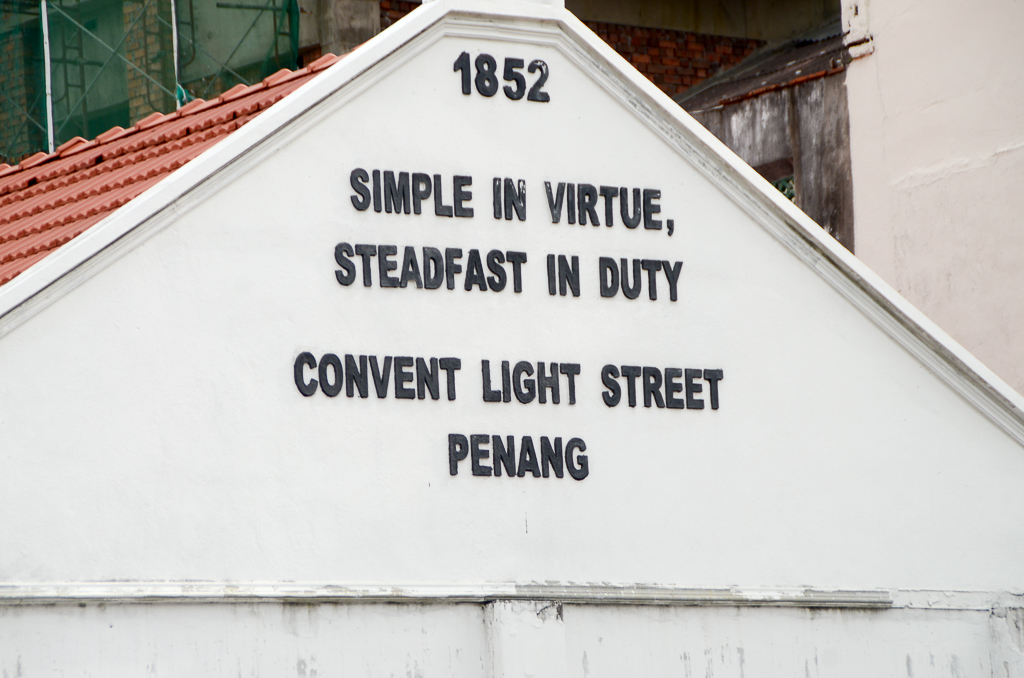 1852
SIMPLE IN VIRTUE,
STEADFAST IN DUTY
CONVENT LIGHT STREET
PENANG